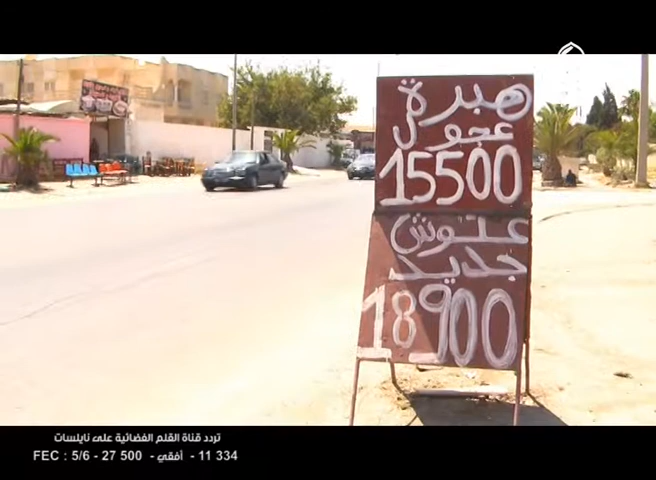 هبرة
عجول
15500
علوش
جديد
18900
تردد قناة القلم الفضائية على نايلسات
FEC : 5/6 - 27 500 - أفقي - 11 334